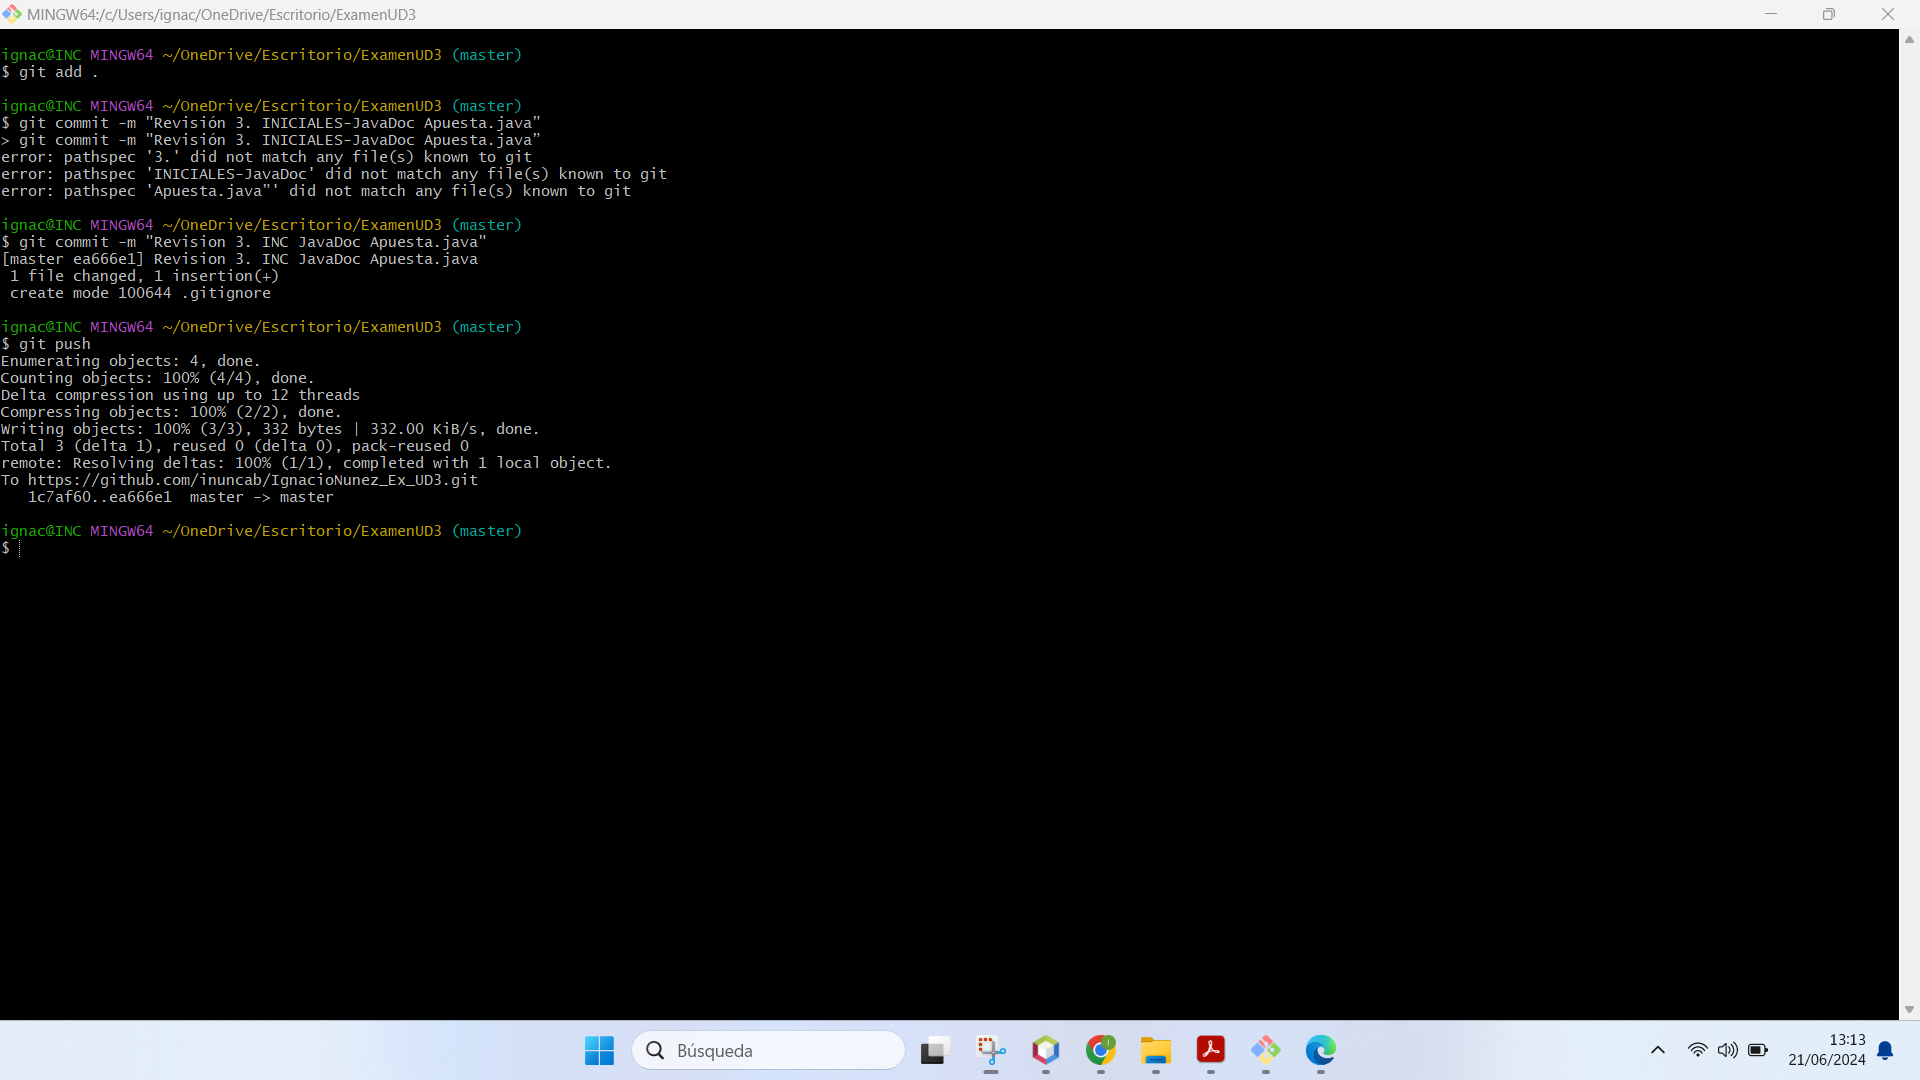 MINGW64:/c/Users/ignac/OneDrive/Escritorio/ExamenUD3
ignac@INC MINGW64 ~/OneDrive/Escritorio/ExamenUD3 (master)
$ git add .
ignac@INC MINGW64 ~/OneDrive/Escritorio/ExamenUD3 (master)
$ git commit -m "Revisión 3. INICIALES-JavaDoc Apuesta.java”
> git commit -m "Revisión 3. INICIALES-JavaDoc Apuesta.java”
error: pathspec '3.' did not match any file(s) known to git
error: pathspec 'INICIALES-JavaDoc' did not match any file(s) known to git
error: pathspec 'Apuesta.java”' did not match any file(s) known to git
ignac@INC MINGW64 ~/OneDrive/Escritorio/ExamenUD3 (master)
$ git commit -m "Revision 3. INC JavaDoc Apuesta.java"
[master ea666e1] Revision 3. INC JavaDoc Apuesta.java
1 file changed, 1 insertion(+)
create mode 100644 .gitignore
ignac@INC MINGW64 ~/OneDrive/Escritorio/ExamenUD3 (master)
$ git push
Enumerating objects: 4, done.
Counting objects: 100% (4/4), done.
Delta compression using up to 12 threads
Compressing objects: 100% (2/2), done.
Writing objects: 100% (3/3), 332 bytes | 332.00 KiB/s, done.
Total 3 (delta 1), reused 0 (delta 0), pack-reused 0
remote: Resolving deltas: 100% (1/1), completed with 1 local object.
To https://github.com/inuncab/IgnacioNunez_Ex_UD3.git
1c7af60..ea666e1  master -> master
ignac@INC MINGW64 ~/OneDrive/Escritorio/ExamenUD3 (master)
$
Búsqueda
13:13
21/06/2024